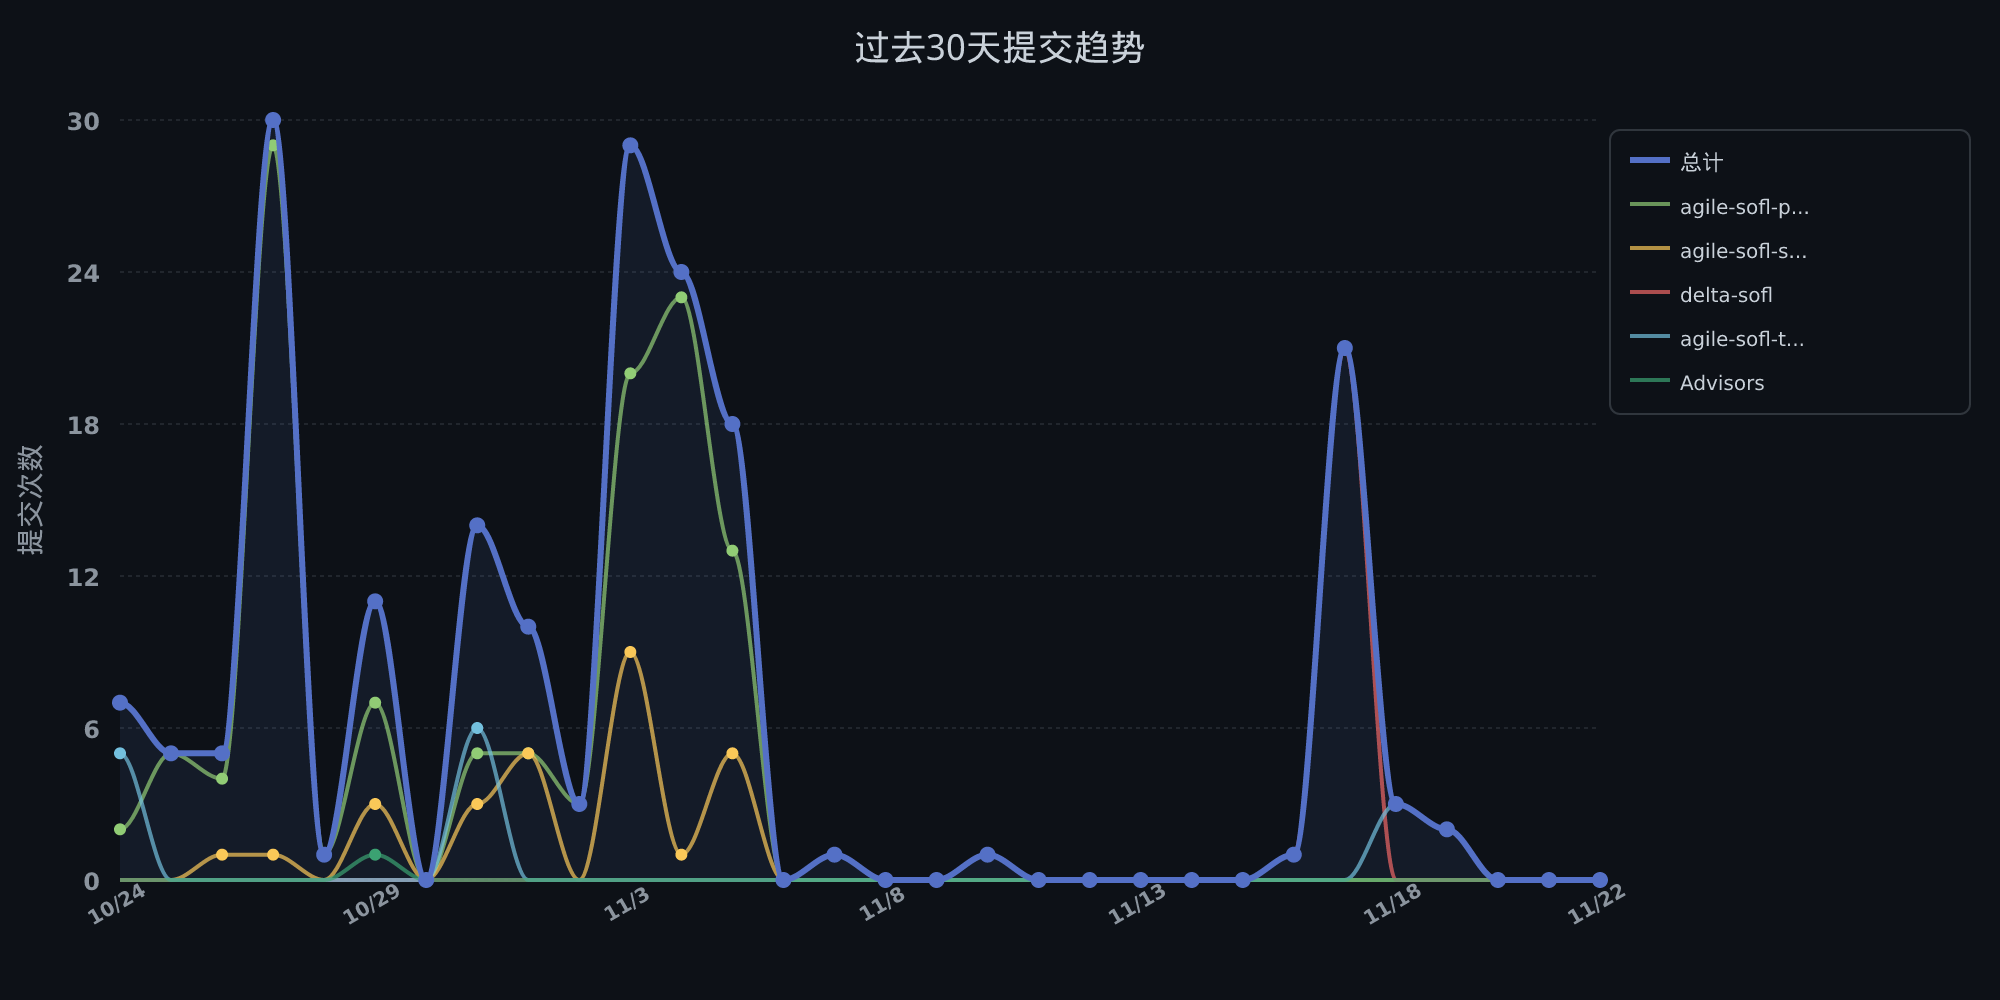 过去30天提交趋势
30
24
18
12
6
0
提交次数
10/24
10/29
11/3
11/8
11/13
11/18
11/22
总计
agile-sofl-p...
agile-sofl-s...
delta-sofl
agile-sofl-t...
Advisors